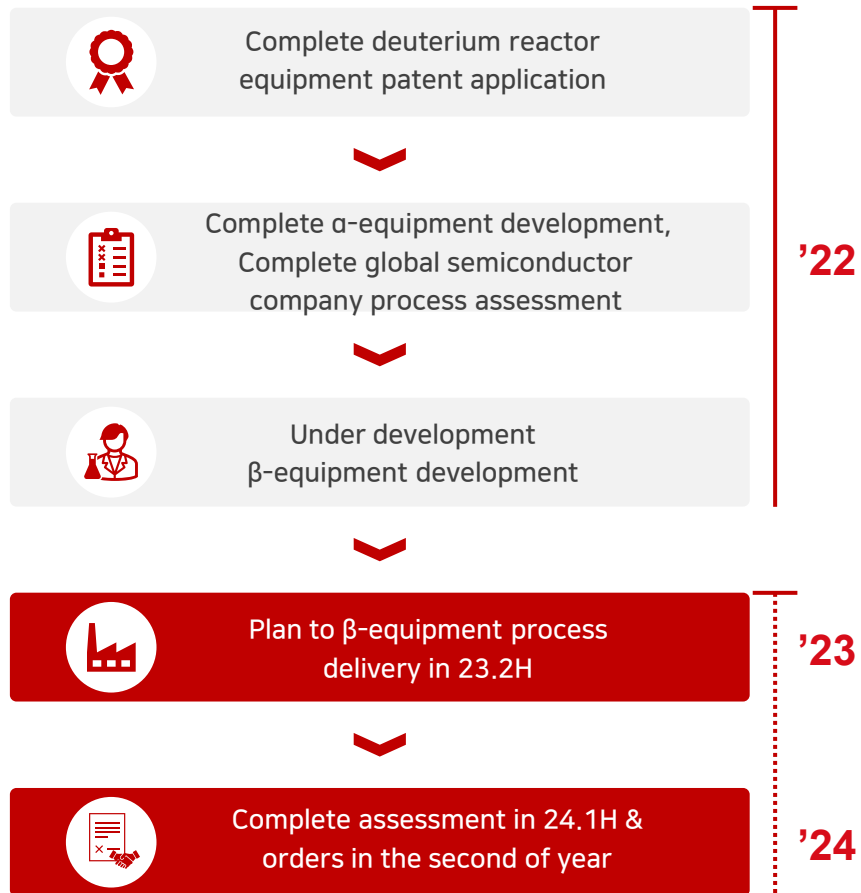 Complete deuterium reactor
equipment patent application
Complete α-equipment development,
Complete global semiconductor
company process assessment
’22
Under development
β-equipment development
Plan to β-equipment process
delivery in 23.2H
’23
Complete assessment in 24.1H &
orders in the second of year
’24